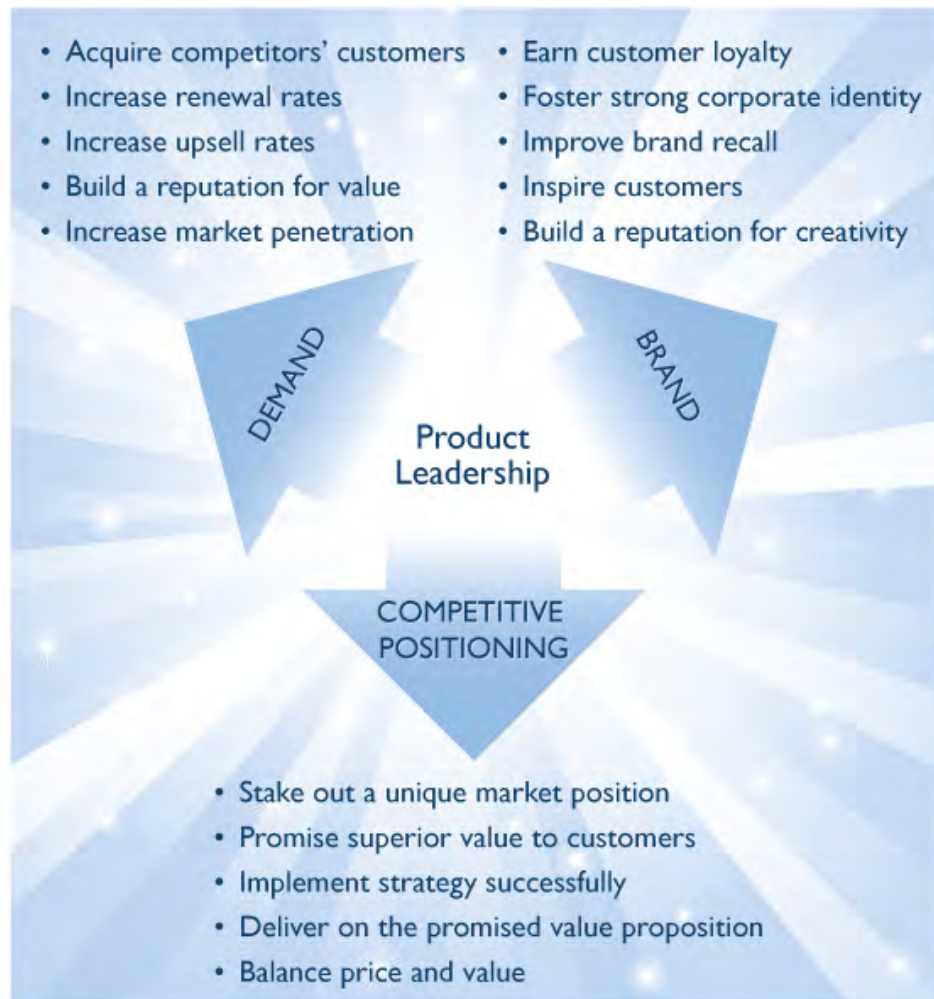 • Acquire competitors' customers
• Increase renewal rates
• Increase upsell rates
• Build a reputation for value
• Increase market penetration
• Earn customer loyalty
• Foster strong corporate identity
• Improve brand recall
• Inspire customers
• Build a reputation for creativity
DEMAND
BRAND
Product
Leadership
COMPETITIVE
POSITIONING
• Stake out a unique market position
• Promise superior value to customers
• Implement strategy successfully
• Deliver on the promised value proposition
• Balance price and value